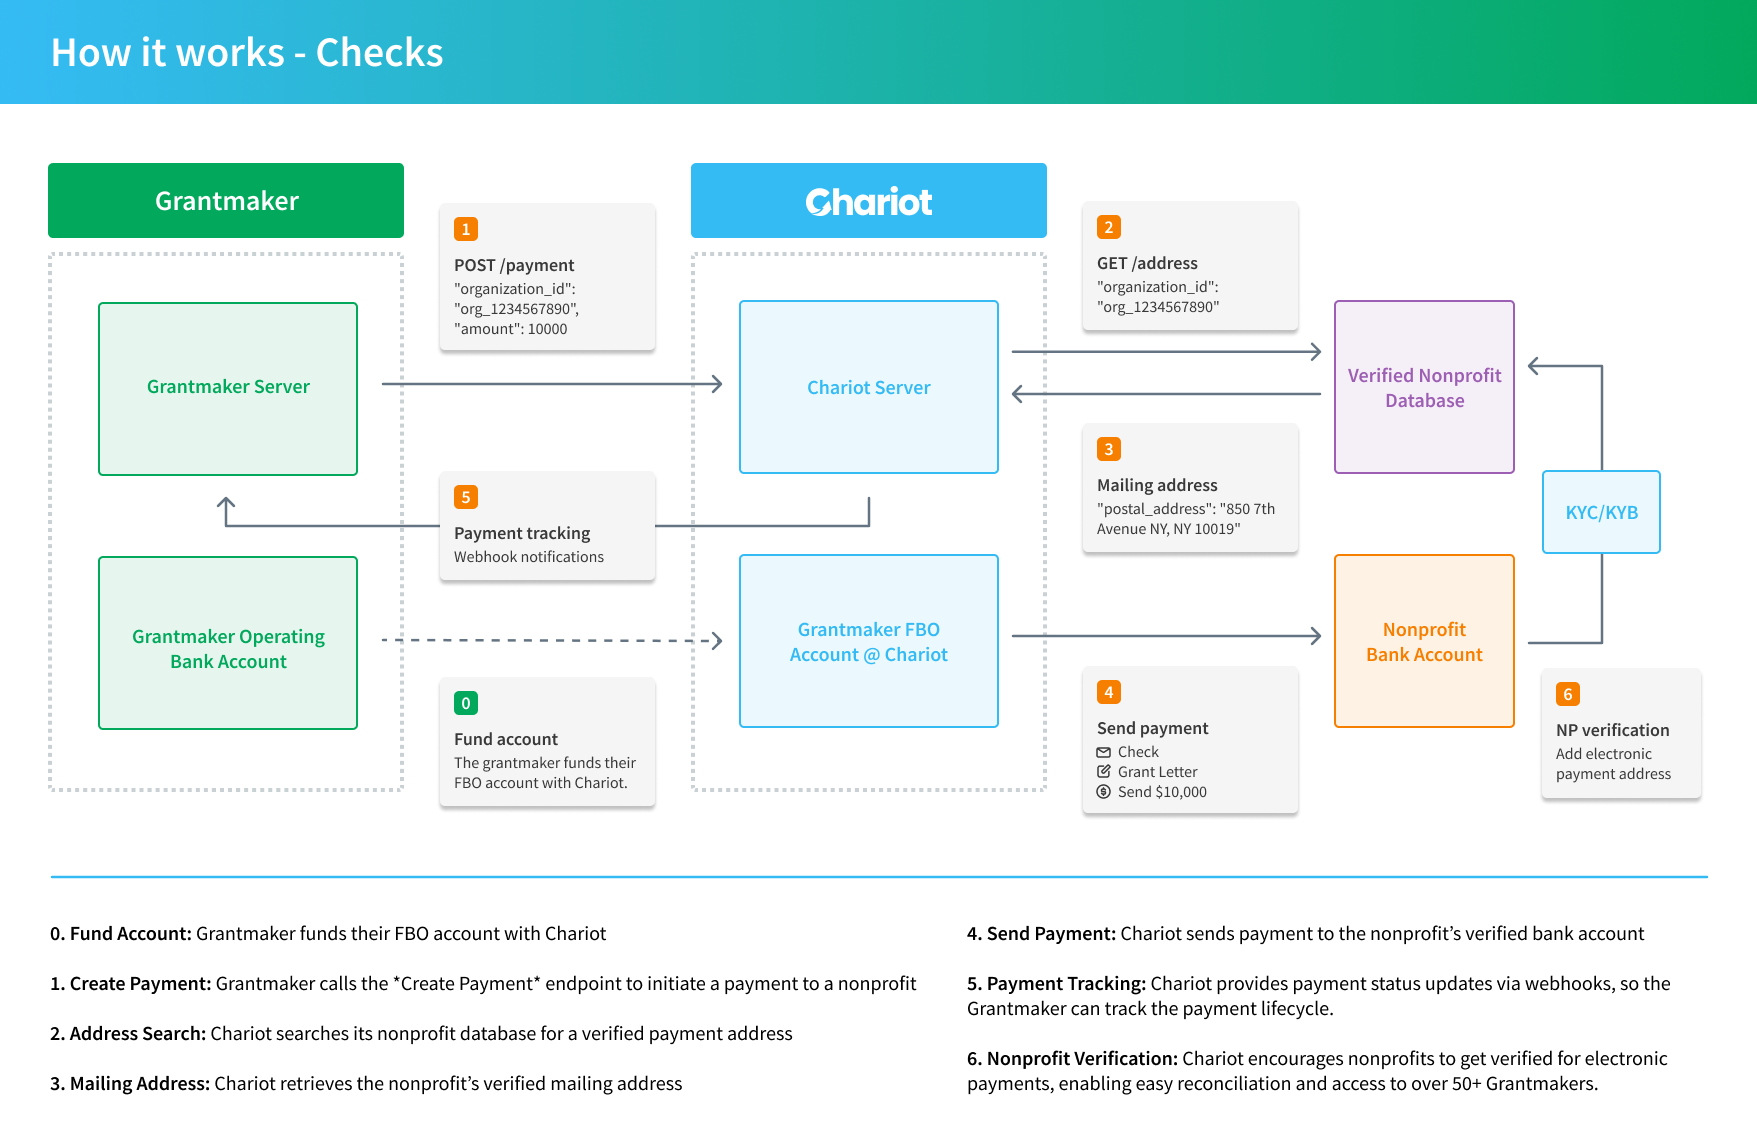 How it works - Checks
Grantmaker
Chariot
1
POST /payment
"organization_id":
"org_1234567890",
"amount": 10000
2
GET /address
"organization_id":
"org_1234567890"
Grantmaker Server
Chariot Server
Verified Nonprofit
Database
3
Mailing address
"postal_address": "850 7th
Avenue NY, NY 10019"
5
Payment tracking
Webhook notifications
KYC/KYB
Grantmaker Operating
Bank Account
Grantmaker FBO
Account @ Chariot
Nonprofit
Bank Account
0
Fund account
The grantmaker funds their
FBO account with Chariot.
4
Send payment
Check
Grant Letter
Send $10,000
6
NP verification
Add electronic
payment address
0. Fund Account: Grantmaker funds their FBO account with Chariot
1. Create Payment: Grantmaker calls the *Create Payment* endpoint to initiate a payment to a nonprofit
2. Address Search: Chariot searches its nonprofit database for a verified payment address
3. Mailing Address: Chariot retrieves the nonprofit’s verified mailing address
4. Send Payment: Chariot sends payment to the nonprofit’s verified bank account
5. Payment Tracking: Chariot provides payment status updates via webhooks, so the
Grantmaker can track the payment lifecycle.
6. Nonprofit Verification: Chariot encourages nonprofits to get verified for electronic
payments, enabling easy reconciliation and access to over 50+ Grantmakers.